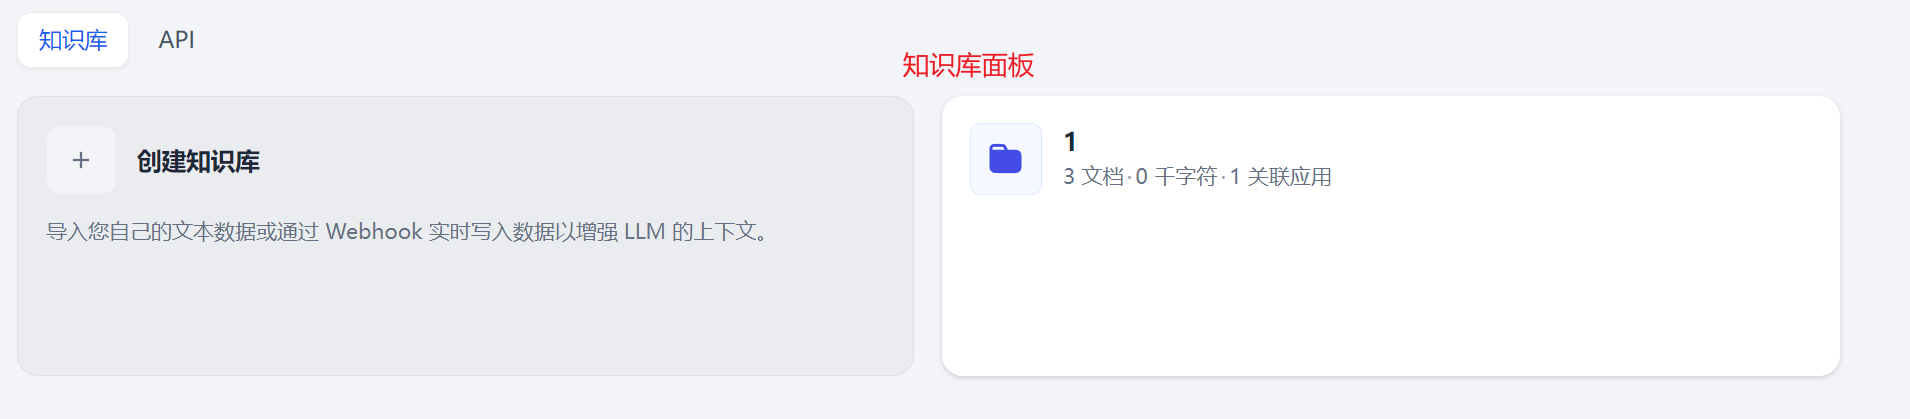 知识库
API
知识库面板
创建知识库
导入您自己的文本数据或通过 Webhook 实时写入数据以增强 LLM 的上下文。
1
3 文档·0 千字符·1 关联应用